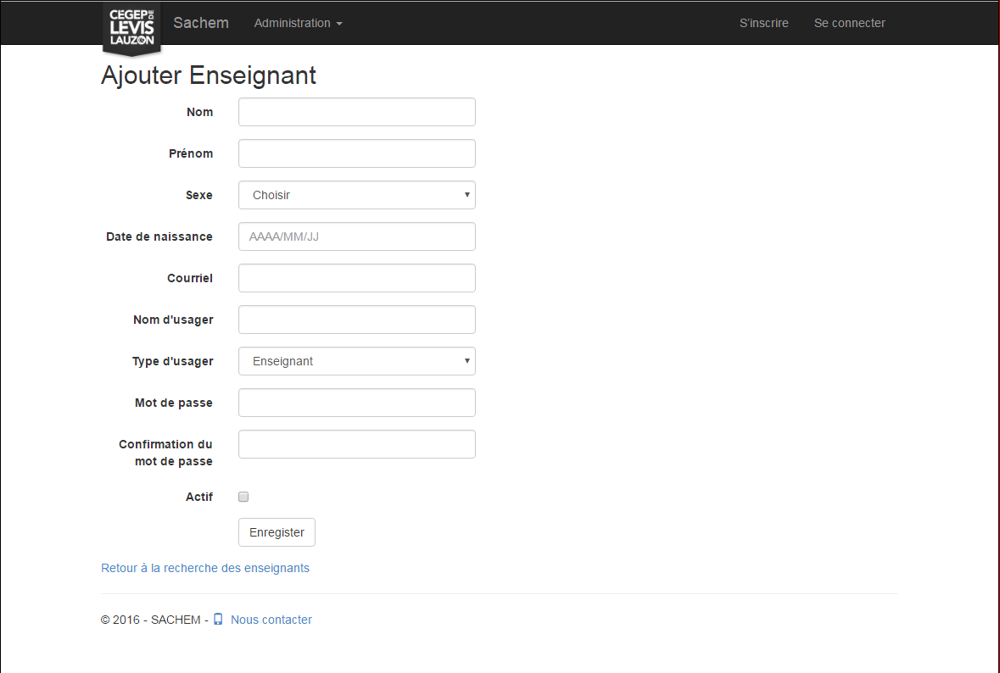 CEGEP DE
LÉVIS
LAUZON
Sachem Administration S'inscrire Se connecter
Ajouter Enseignant
Nom
Prénom
Sexe Choisir
Date de naissance AAAA/MM/JJ
Courriel
Nom d'usager
Type d'usager Enseignant
Mot de passe
Confirmation du
mot de passe
Actif
Enregister
Retour à la recherche des enseignants
© 2016 - SACHEM - Nous contacter